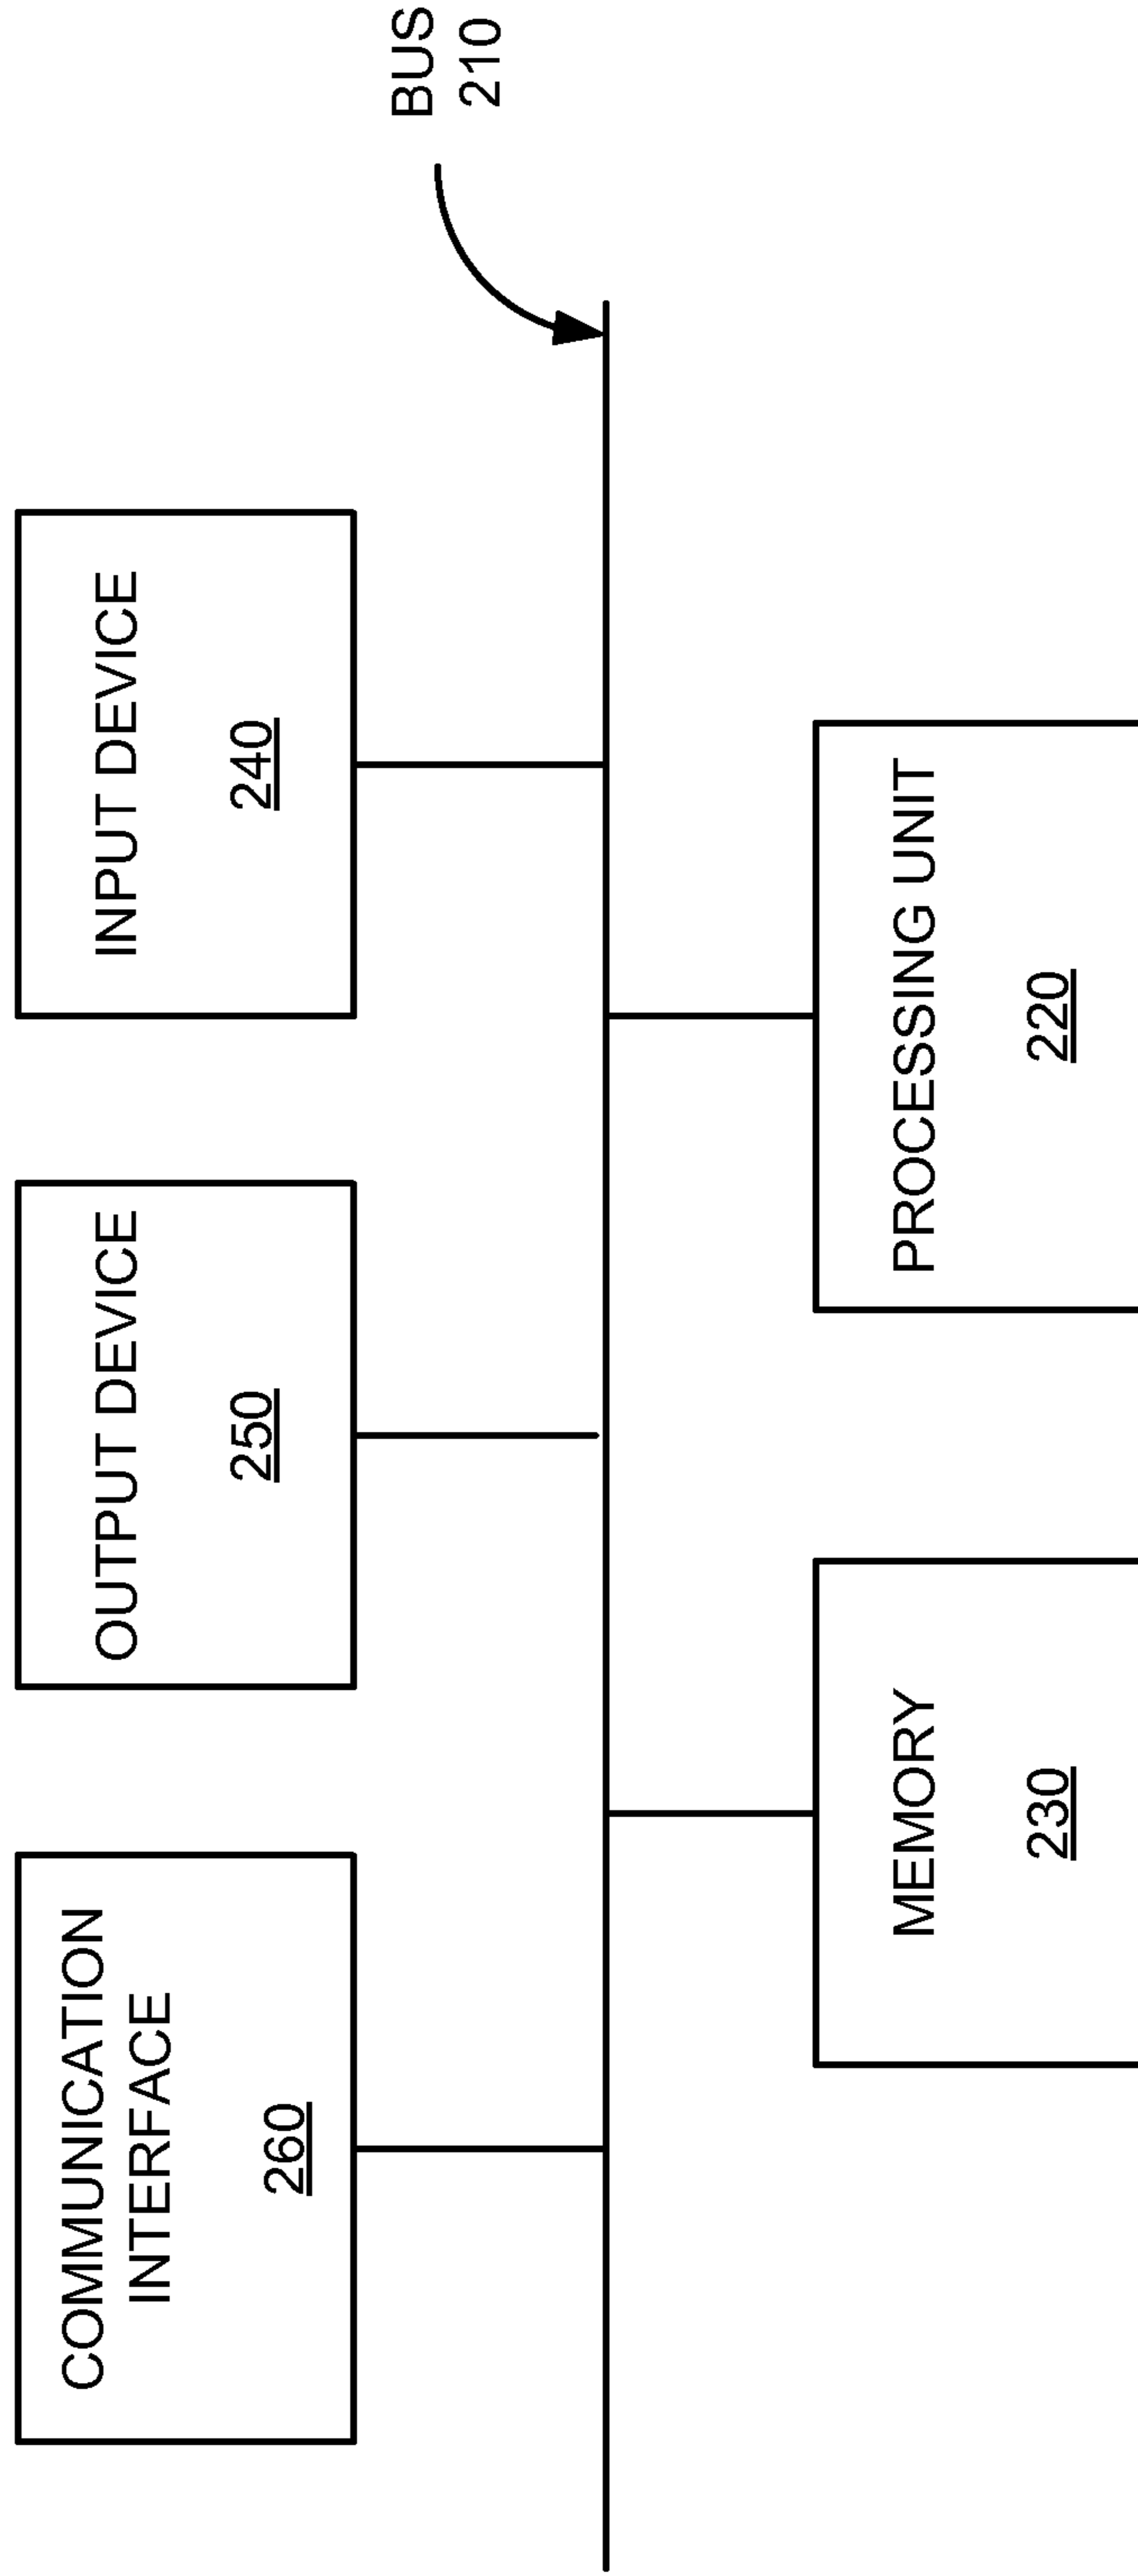 COMMUNICATION
INTERFACE
260
OUTPUT DEVICE
250
INPUT DEVICE
240
BUS
210
MEMORY
230
PROCESSING UNIT
220